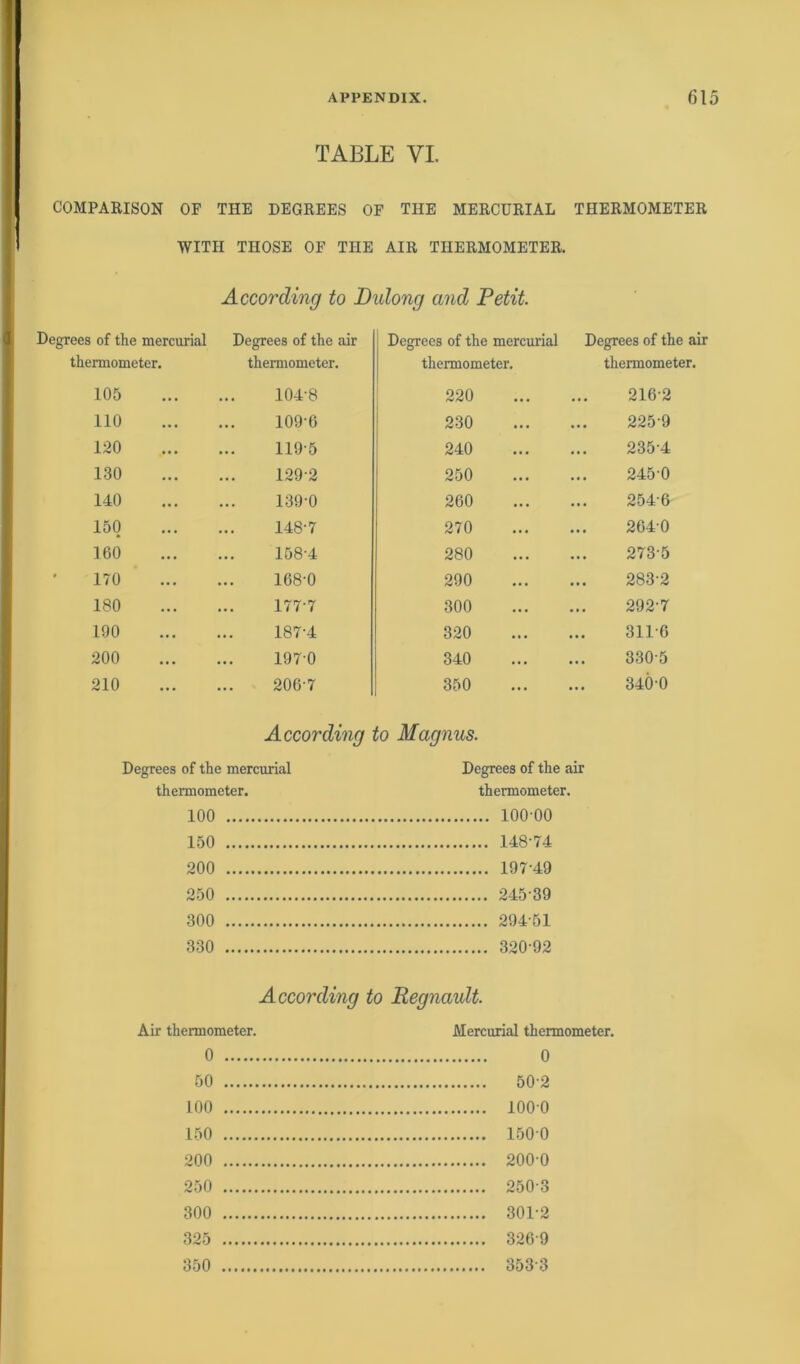 APPENDIX. 615
TABLE VI.
COMPARISON OF THE DEGREES OF THE MERCURIAL THERMOMETER
WITH THOSE OF THE AIR THERMOMETER.
According to Dulong and Petit.
Degrees of the mercurial Degrees of the air Degrees of the mercurial Degrees of the air
thermometer. thermometer. thermometer. thermometer.
105 ... ... 104·8 220 ... ... 216·2
110 ... ... 109·6 230 ... ... 225·9
120 ... ... 119·5 240 ... ... 235·4
130 ... ... 129·2 250 ... ... 245·0
140 ... ... 139·0 260 ... ... 254·6
150 ... ... 148·7 270 ... ... 264·0
160 ... ... 158·4 280 ... ... 273·5
170 ... ... 168·0 290 ... ... 283·2
180 ... ... 177·7 300 ... ... 292·7
190 ... ... 187·4 320 ... ... 311·6
200 ... ... 197·0 340 ... ... 330·5
210 ... ... 206·7 350 ... ... 340·0
According to Magnus.
Degrees of the mercurial Degrees of the air
thermometer. thermometer.
100 ........................ 100·00
150 ........................ 148·74
200 ........................ 197·49
250 ........................ 245·39
300 ........................ 294·51
330 ........................ 320·92
According to Regnault.
Air thermometer. Mercurial thermometer.
0 ........................ 0
50 ........................ 50·2
100 ........................ 100·0
150 ........................ 150·0
200 ........................ 200·0
250 ........................ 250·3
300 ........................ 301·2
325 ........................ 326·9
350 ........................ 353·3